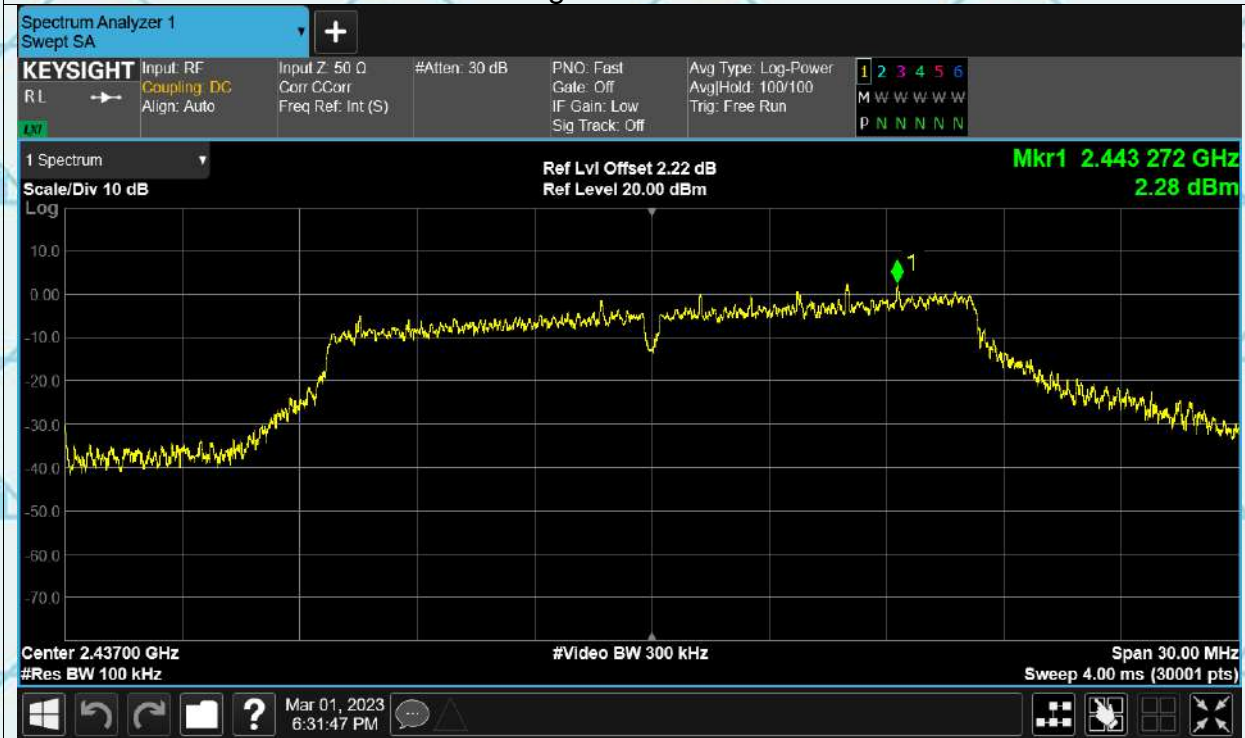 Spectrum Analyzer 1
Swept SA
+
KEYSIGHT
RL
LXI
Input: RF
Coupling: DC
Align: Auto
Input Z: 50 Ω
Corr CCorr
Freq Ref: Int (S)
#Atten: 30 dB
PNO: Fast
Gate: Off
IF Gain: Low
Sig Track: Off
Avg Type: Log-Power
Avg|Hold: 100/100
Trig: Free Run
1 2 3 4 5 6
M W W W W W
P N N N N N
1 Spectrum
Scale/Div 10 dB
Log
Ref Lvl Offset 2.22 dB
Ref Level 20.00 dBm
Mkr1 2.443 272 GHz
2.28 dBm
1
10.0
0.00
-10.0
-20.0
-30.0
-40.0
-50.0
-60.0
-70.0
Center 2.43700 GHz
#Res BW 100 kHz
#Video BW 300 kHz
Span 30.00 MHz
Sweep 4.00 ms (30001 pts)
?
Mar 01, 2023
6:31:47 PM